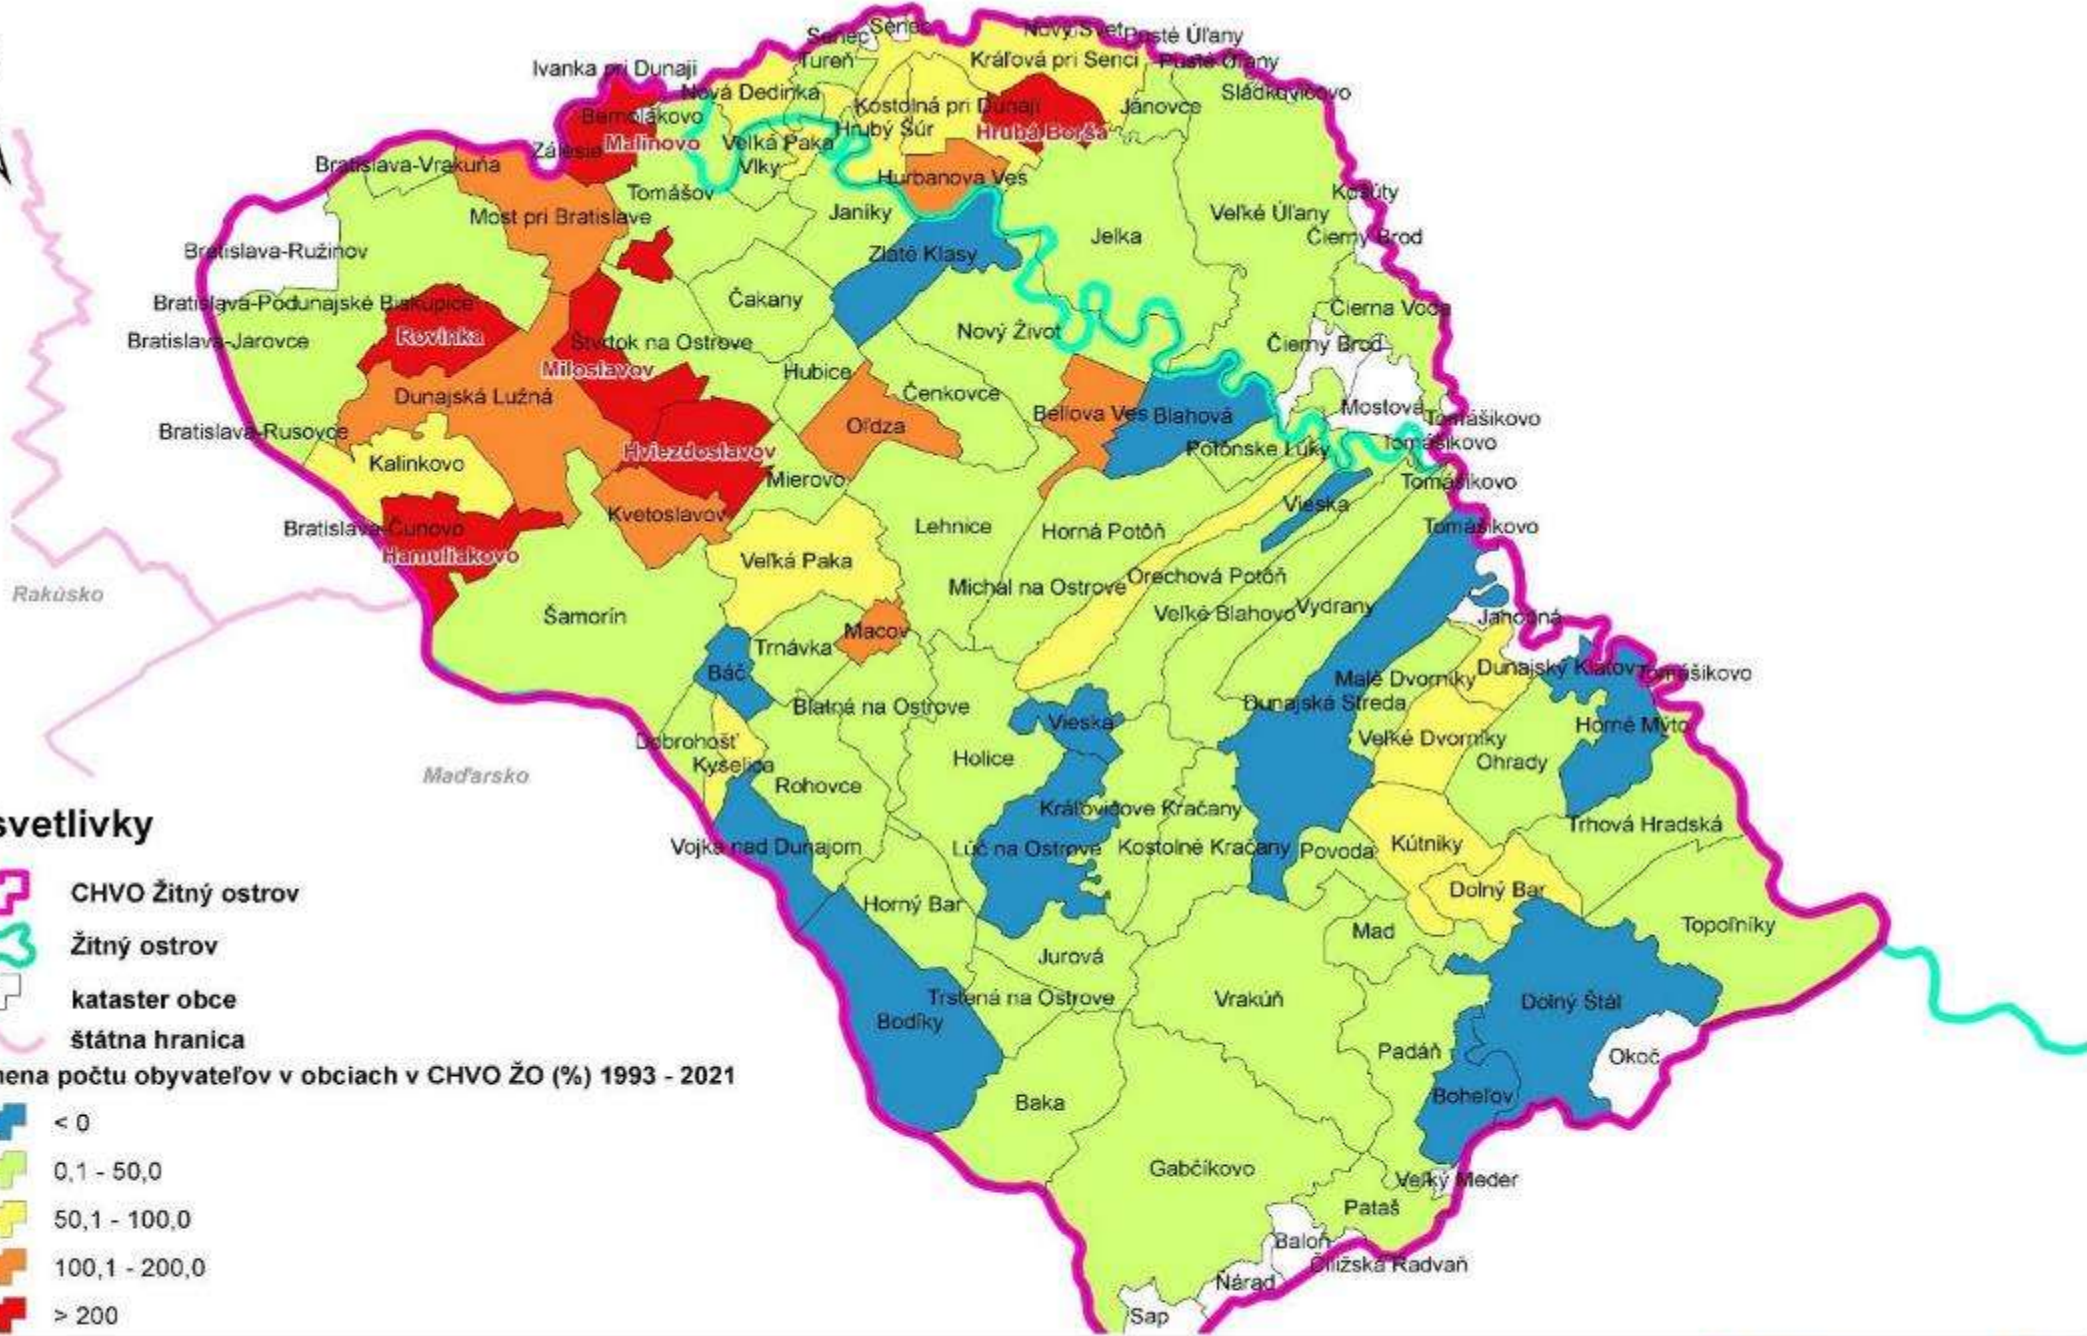 Senec
Senec
Nový Svet
Pusté Úľany
Ivanka pri Dunaji
Tureň
Kráľová pri Senci
Pusté Úľany
Nová Dedinka
Sládkovičovo
Bernolákovo
Kostolná pri Dunaji
Jánovce
Zálesie
Malinovo
Veľká Paka
Hrubý Šúr
Hrubá Borša
Bratislava-Vrakuňa
Vlky
Hurbanova Ves
Tomášov
Košúty
Most pri Bratislave
Janíky
Veľké Úľany
Bratislava-Ružinov
Zlaté Klasy
Jelka
Čierny Brod
Bratislava-Podunajské Biskupice
Čakany
Čierna Voda
Bratislava-Jarovce
Rovinka
Štvrtok na Ostrove
Nový Život
Čierny Brod
Miloslavov
Hubice
Dunajská Lužná
Čenkovce
Mostová
Bratislava-Rusovce
Oľdza
Bellova Ves
Blahová
Tomášikovo
Kalinkovo
Hviezdoslavov
Potônske Lúky
Tomášikovo
Mierovo
Tomášikovo
Bratislava-Čunovo
Kvetoslavov
Lehnice
Horná Potôň
Vieska
Tomášikovo
Hamuliakovo
Veľká Paka
Rakúsko
Michal na Ostrove
Orechová Potôň
Šamorín
Trnávka
Macov
Veľké Blahovo
Vydrany
Jahodná
Báč
Malé Dvorníky
Dunajský Klátov
Tomášikovo
Blatná na Ostrove
Dunajská Streda
Dobrohošť
Vieska
Veľké Dvorníky
Horné Mýto
Maďarsko
Kyselica
Rohovce
Holice
Ohrady
svetlivky
Kráľovičove Kračany
Trhová Hradská
Vojka nad Dunajom
Lúč na Ostrove
Kostolné Kračany
Povoda
Kútniky
CHVO Žitný ostrov
Horný Bar
Dolný Bar
Žitný ostrov
Jurová
Mad
Topoľníky
kataster obce
Trstená na Ostrove
Vrakúň
Dolný Štál
štátna hranica
Bodíky
Padáň
Okoč
mena počtu obyvateľov v obciach v CHVO ŽO (%) 1993 - 2021
Baka
Boheľov
< 0
0,1 - 50,0
Gabčíkovo
Veľký Meder
50,1 - 100,0
Pataš
Baloň
100,1 - 200,0
Čiližská Radvaň
Ňárad
> 200
Sap